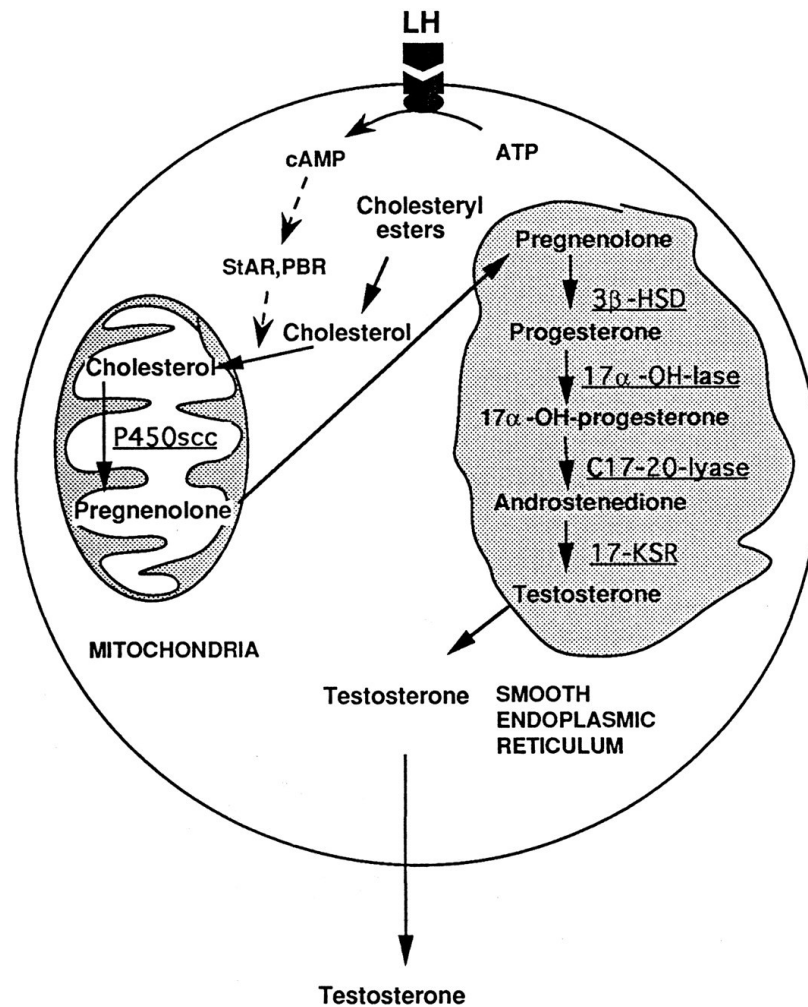 LH
cAMP
ATP
Cholesteryl
esters
StAR,PBR
Cholesterol
Cholesterol
P450scc
Pregnenolone
MITOCHONDRIA
Pregnenolone
3β-HSD
Progesterone
17α-OH-lase
17α-OH-progesterone
C17-20-lyase
Androstenedione
17-KSR
Testosterone
Testosterone
SMOOTH
ENDOPLASMIC
RETICULUM
Testosterone